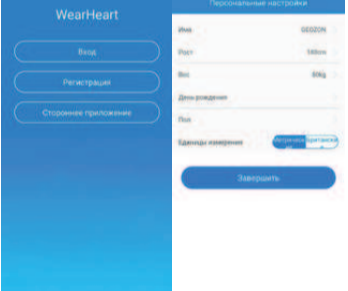 WearHeart
Вход
Регистрация
Стороннее приложение
Персональные настройки
Имя GEOZON
Рост
Вес
День рождения
Пол
Единицы измерения
Завершить